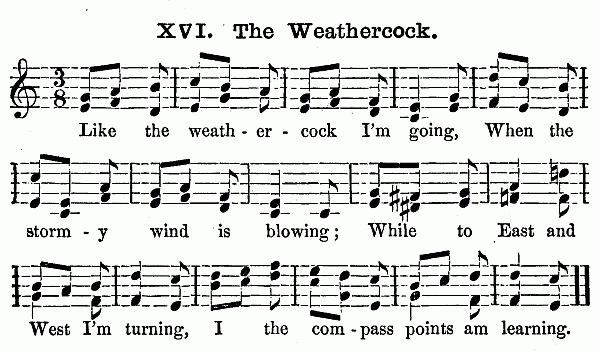 XVI. The Weathercock.
3
8
Like the weath - er - cock I'm going, When the
storm - y wind is blowing; While to East and
West I'm turning, I the com - pass points am learning.